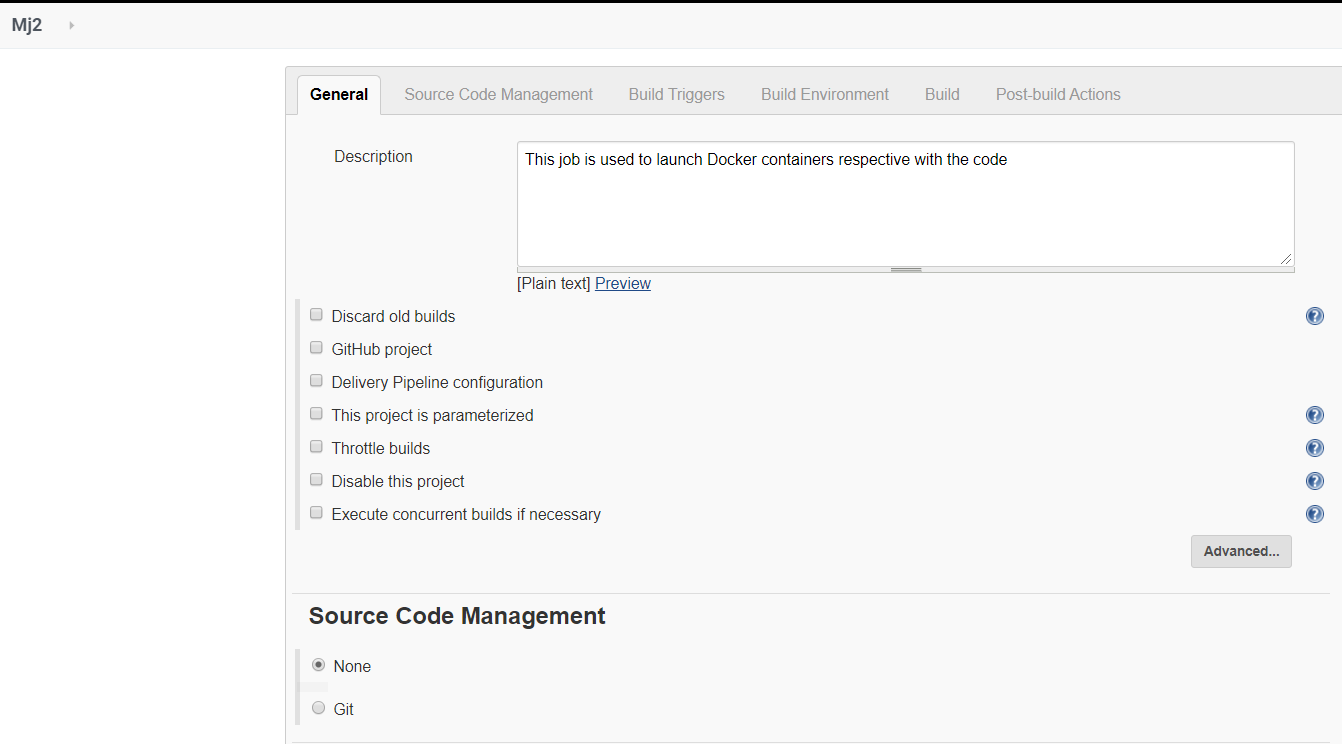 Mj2
General Source Code Management Build Triggers Build Environment Build Post-build Actions
Description This job is used to launch Docker containers respective with the code
[Plain text] Preview
Discard old builds ?
GitHub project
Delivery Pipeline configuration
This project is parameterized ?
Throttle builds ?
Disable this project ?
Execute concurrent builds if necessary ?
Advanced...
Source Code Management
None
Git